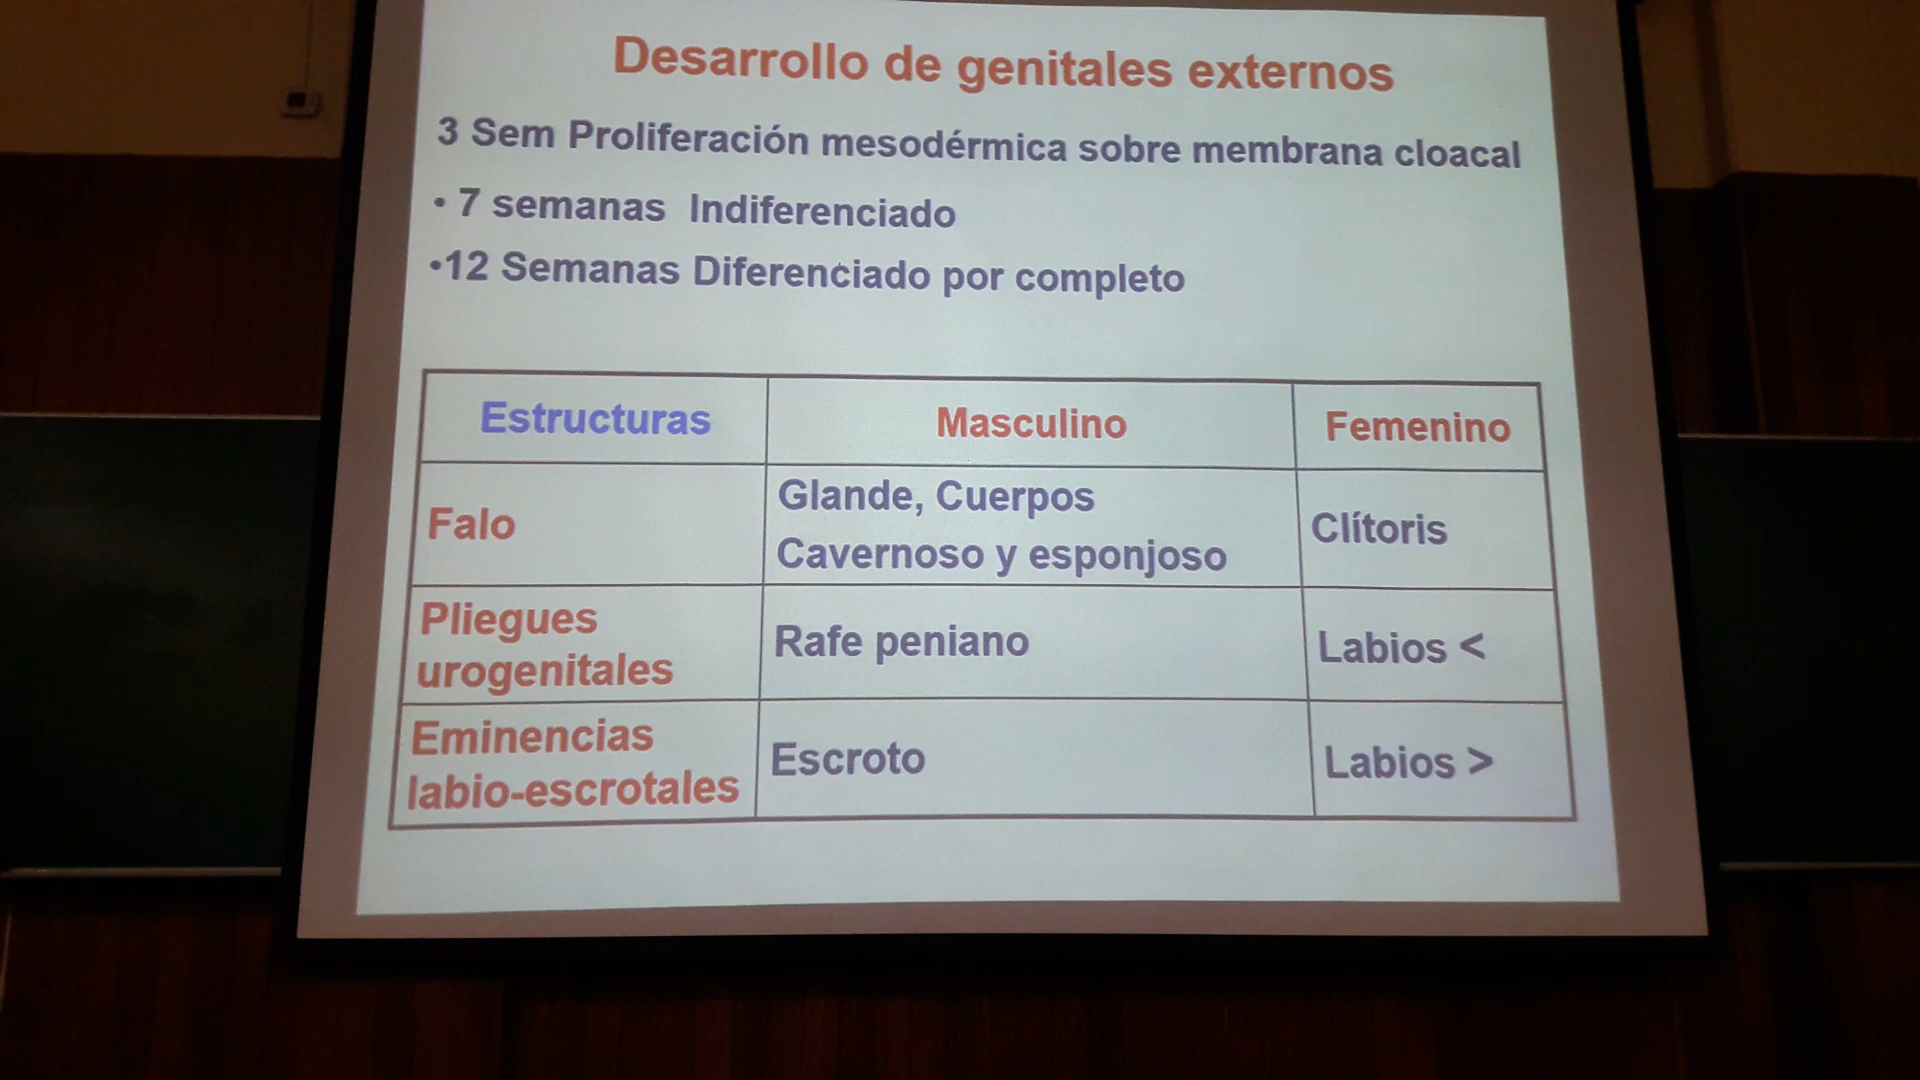 Desarrollo de genitales externos
3 Sem Proliferación mesodérmica sobre membrana cloacal
• 7 semanas Indiferenciado
•12 Semanas Diferenciado por completo
Estructuras Masculino Femenino
Falo
Glande, Cuerpos
Cavernoso y esponjoso
Clítoris
Pliegues
urogenitales
Rafe peniano
Labios <
Eminencias
labio-escrotales
Escroto
Labios >